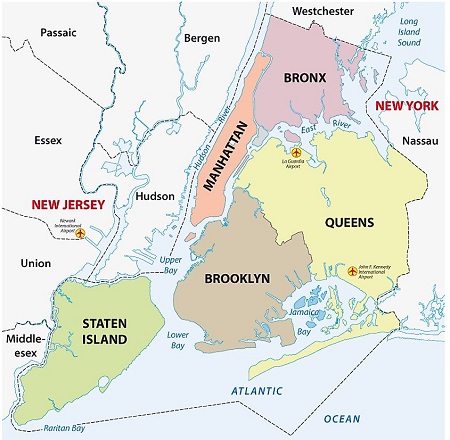 Westchester
Passaic
Bergen
Long
Island
Sound
BRONX
NEW YORK
Essex
Hudson
River
East
River
MANHATTAN
La Guardia
Airport
Nassau
NEW JERSEY
Hudson
Newark
International
Airport
QUEENS
Union
Upper
Bay
BROOKLYN
John F. Kennedy
International
Airport
STATEN
ISLAND
Jamaica
Bay
Middle-
esex
Lower
Bay
ATLANTIC
OCEAN
Raritan Bay